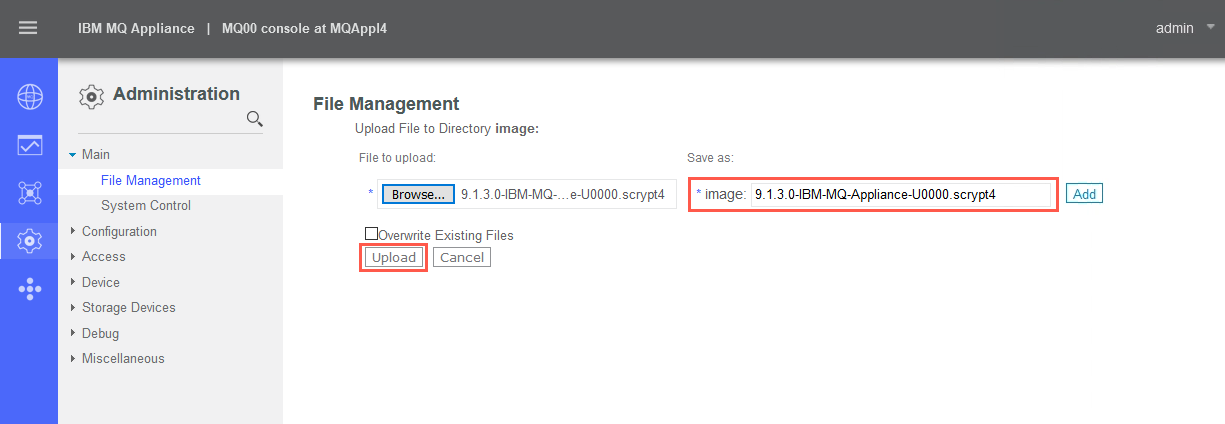 IBM MQ Appliance | MQ00 console at MQAppl4
admin
Administration
Main
File Management
System Control
Configuration
Access
Device
Storage Devices
Debug
Miscellaneous
File Management
Upload File to Directory image:
File to upload:
Save as:
* Browse... 9.1.3.0-IBM-MQ-...e-U0000.scrypt4
* image: 9.1.3.0-IBM-MQ-Appliance-U0000.scrypt4
Add
Overwrite Existing Files
Upload Cancel